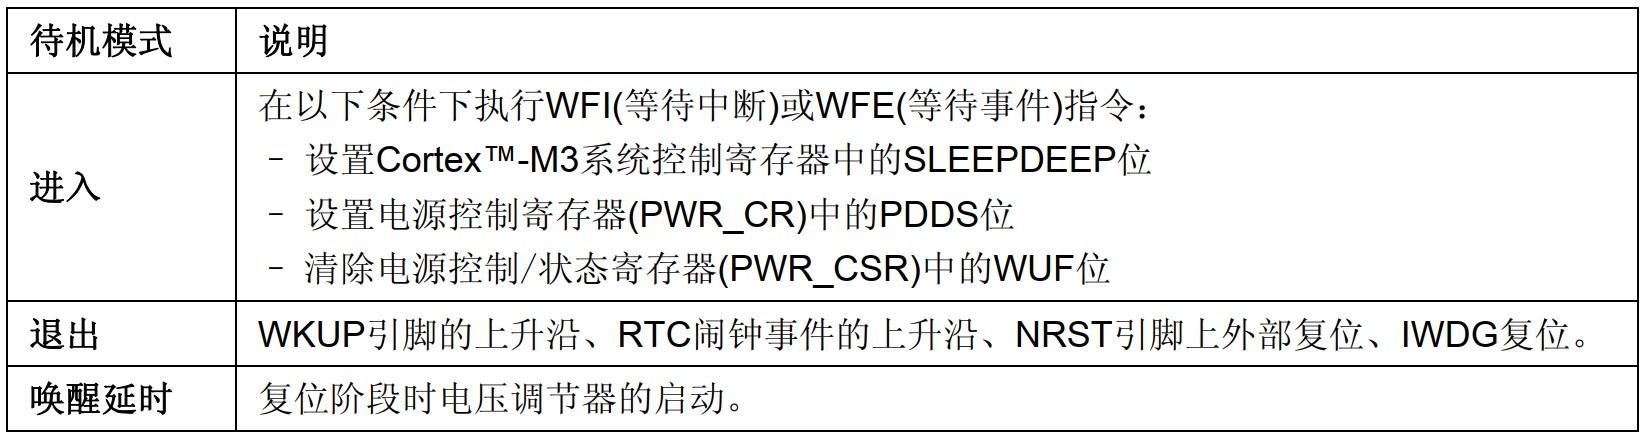 待机模式 说明
进入
在以下条件下执行WFI(等待中断)或WFE(等待事件)指令：
– 设置Cortex™-M3系统控制寄存器中的SLEEPDEEP位
– 设置电源控制寄存器(PWR_CR)中的PDDS位
– 清除电源控制/状态寄存器(PWR_CSR)中的WUF位
退出 WKUP引脚的上升沿、RTC闹钟事件的上升沿、NRST引脚上外部复位、IWDG复位。
唤醒延时 复位阶段时电压调节器的启动。